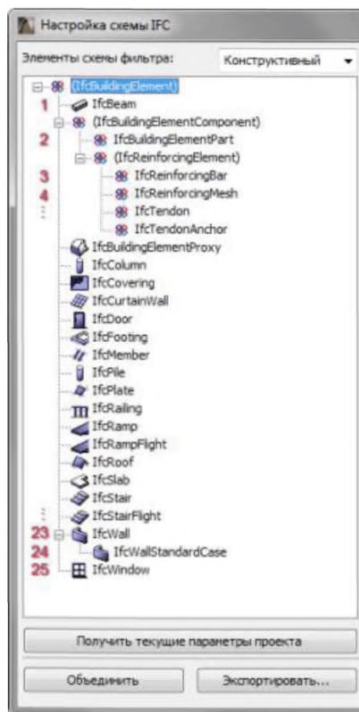 Настройка схемы IFC
Элементы схемы фильтра: Конструктивный
(IfcBuildingElement)
1 IfcBeam
(IfcBuildingElementComponent)
2 IfcBuildingElementPart
(IfcReinforcingElement)
3 IfcReinforcingBar
4 IfcReinforcingMesh
⋮ IfcTendon
IfcTendonAnchor
IfcBuildingElementProxy
IfcColumn
IfcCovering
IfcCurtainWall
IfcDoor
IfcFooting
IfcMember
IfcPile
IfcPlate
IfcRailing
IfcRamp
IfcRampFlight
IfcRoof
IfcSlab
IfcStair
⋮ IfcStairFlight
23 IfcWall
24 IfcWallStandardCase
25 IfcWindow
Получить текущие параметры проекта
Объединить Экспортировать...